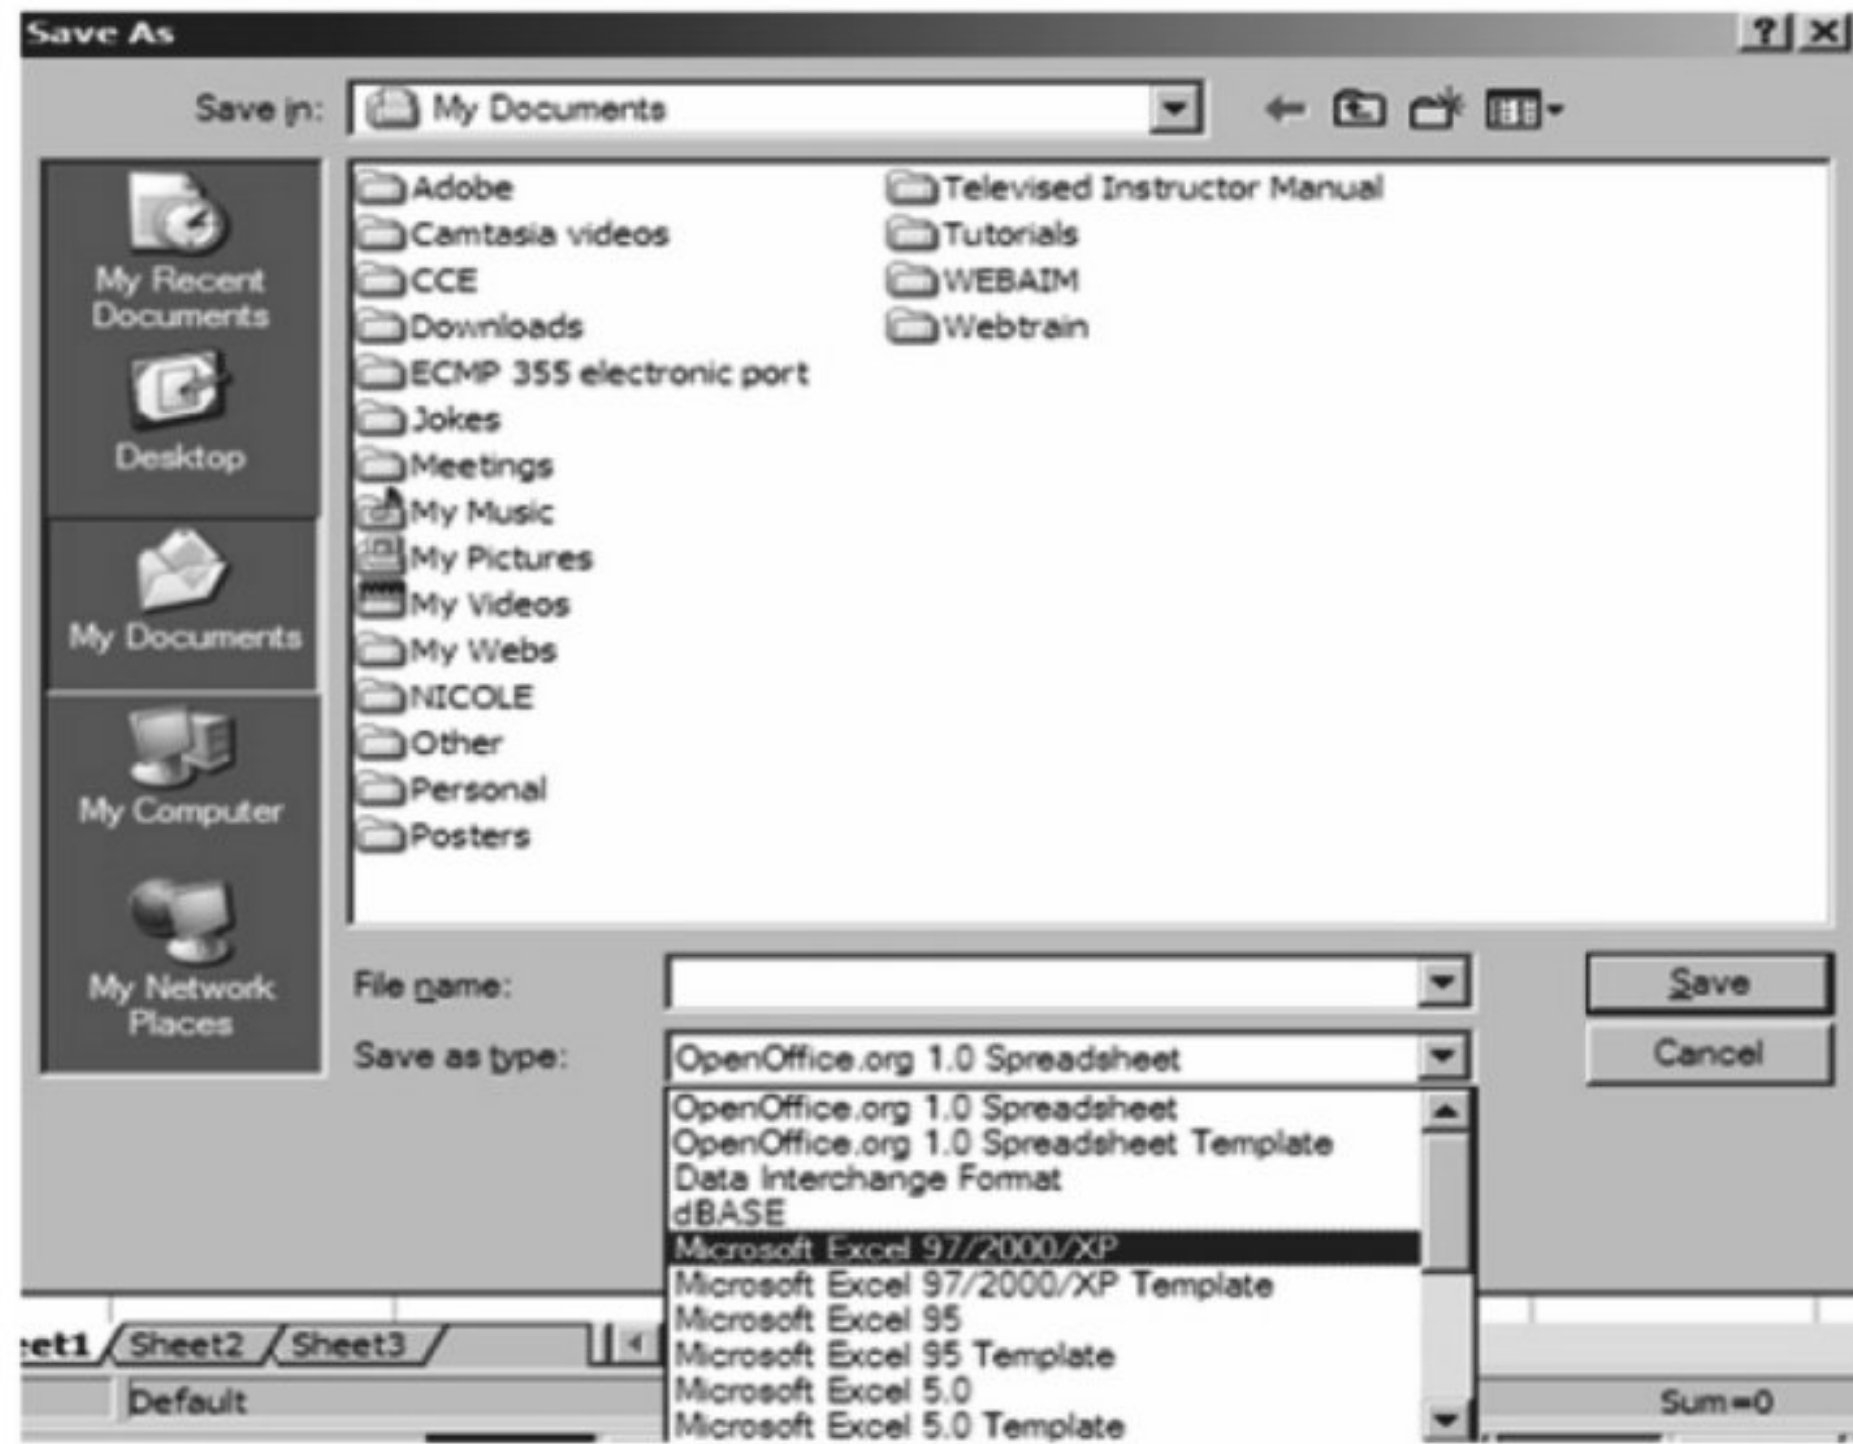 Save As
Save in:
My Documents
My Recent
Documents
Desktop
My Documents
My Computer
My Network
Places
Adobe
Camtasia videos
CCE
Downloads
ECMP 355 electronic port
Jokes
Meetings
My Music
My Pictures
My Videos
My Webs
NICOLE
Other
Personal
Posters
Televised Instructor Manual
Tutorials
WEBAIM
Webtrain
File name:
Save
Save as type:
OpenOffice.org 1.0 Spreadsheet
Cancel
OpenOffice.org 1.0 Spreadsheet
OpenOffice.org 1.0 Spreadsheet Template
Data Interchange Format
dBASE
Microsoft Excel 97/2000/XP
Microsoft Excel 97/2000/XP Template
Microsoft Excel 95
Microsoft Excel 95 Template
Microsoft Excel 5.0
Microsoft Excel 5.0 Template
eet1 Sheet2 Sheet3
Default
Sum=0